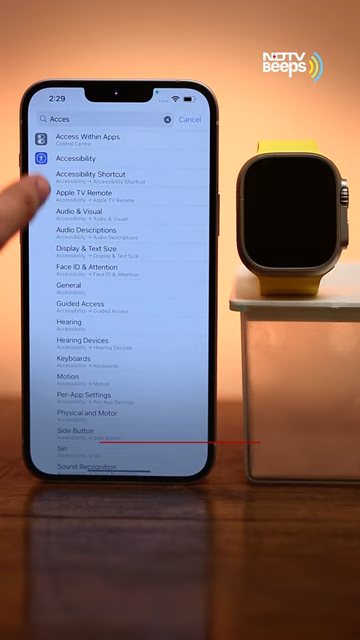 NDTV
Beeps
2:29
Acces
Cancel
Access Within Apps
Control Centre
Accessibility
Accessibility Shortcut
Accessibility → Accessibility Shortcut
Apple TV Remote
Accessibility → Apple TV Remote
Audio & Visual
Accessibility → Audio & Visual
Audio Descriptions
Accessibility → Audio Descriptions
Display & Text Size
Accessibility → Display & Text Size
Face ID & Attention
Accessibility → Face ID & Attention
General
Accessibility
Guided Access
Accessibility → Guided Access
Hearing
Accessibility
Hearing Devices
Accessibility → Hearing Devices
Keyboards
Accessibility → Keyboards
Motion
Accessibility → Motion
Per-App Settings
Accessibility → Per-App Settings
Physical and Motor
Accessibility
Side Button
Accessibility → Side Button
Siri
Accessibility → Siri
Sound Recognition